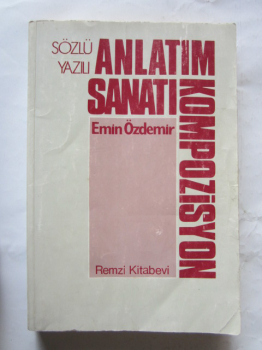 SÖZLÜ
YAZILI
ANLATIM
SANATI
KOMPOZİSYON
Emin Özdemir
Remzi Kitabevi